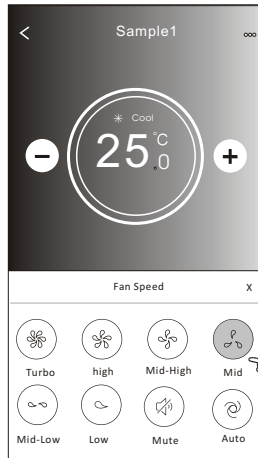 Sample1
Cool
25.0°C
Fan Speed X
Turbo high Mid-High Mid
Mid-Low Low Mute Auto